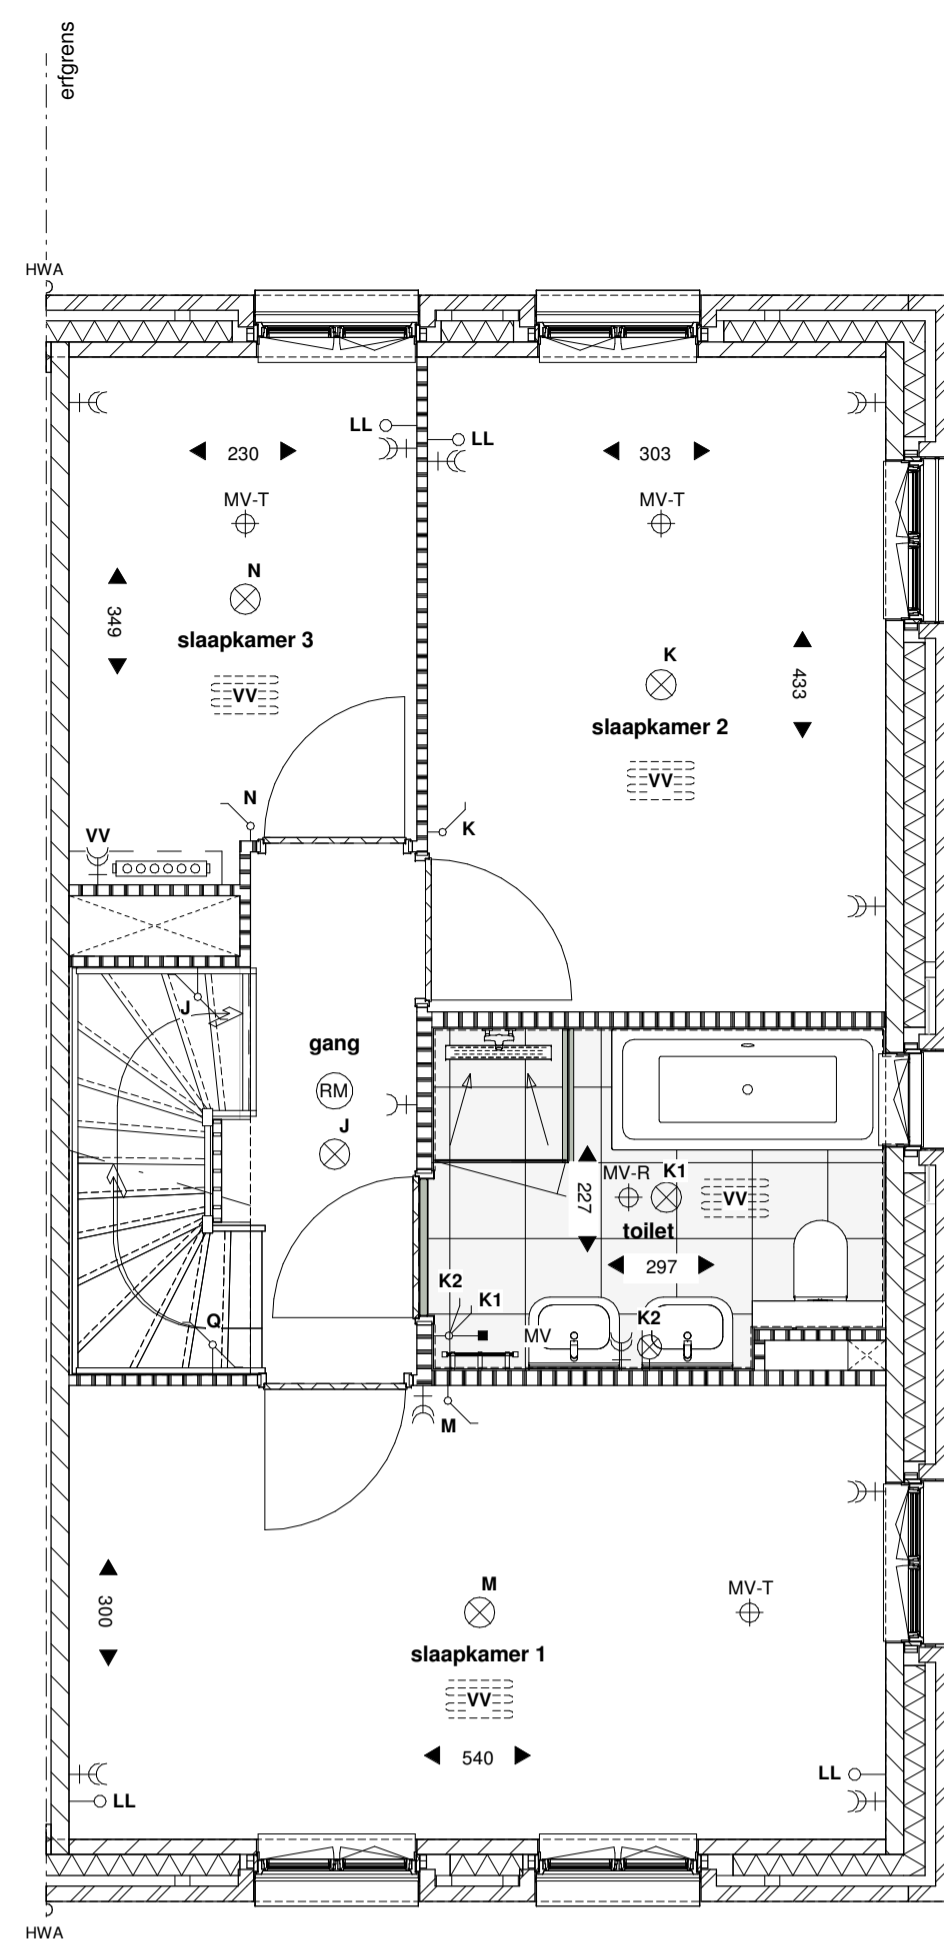 erfgrens
HWA
LL
LL
230
303
MV-T
MV-T
N
349
slaapkamer 3
K
433
VV
slaapkamer 2
VV
N
K
VV
J
gang
RM
J
MV-R
K1
VV
227
toilet
297
K2
K1
K2
Q
MV
M
M
MV-T
300
slaapkamer 1
VV
540
LL
LL
HWA